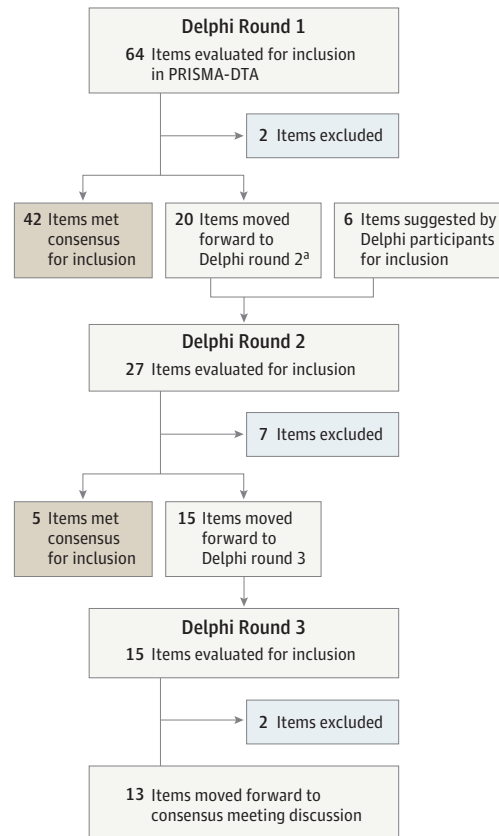 Delphi Round 1
64 Items evaluated for inclusion
in PRISMA-DTA
2 Items excluded
42 Items met
consensus
for inclusion
20 Items moved
forward to
Delphi round 2ª
6 Items suggested by
Delphi participants
for inclusion
Delphi Round 2
27 Items evaluated for inclusion
7 Items excluded
5 Items met
consensus
for inclusion
15 Items moved
forward to
Delphi round 3
Delphi Round 3
15 Items evaluated for inclusion
2 Items excluded
13 Items moved forward to
consensus meeting discussion